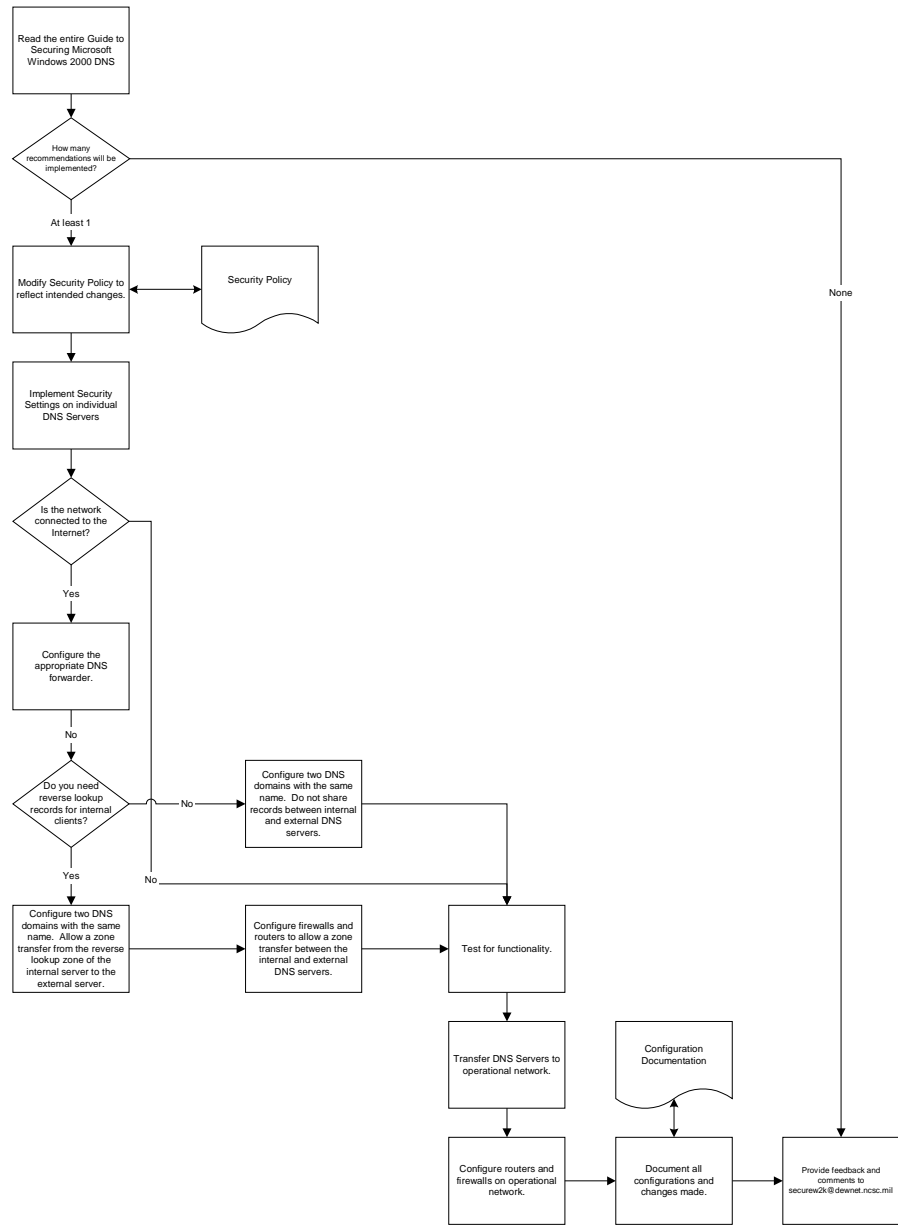 Read the entire Guide to
Securing Microsoft
Windows 2000 DNS
How many
recommendations will be
implemented?
At least 1
None
Modify Security Policy to
reflect intended changes.
Security Policy
Implement Security
Settings on individual
DNS Servers
Is the network
connected to the
Internet?
Yes
Configure the
appropriate DNS
forwarder.
No
Do you need
reverse lookup
records for internal
clients?
No
Configure two DNS
domains with the same
name. Do not share
records between internal
and external DNS
servers.
Yes
No
Configure two DNS
domains with the same
name. Allow a zone
transfer from the reverse
lookup zone of the
internal server to the
external server.
Configure firewalls and
routers to allow a zone
transfer between the
internal and external
DNS servers.
Test for functionality.
Transfer DNS Servers to
operational network.
Configuration
Documentation
Configure routers and
firewalls on operational
network.
Document all
configurations and
changes made.
Provide feedback and
comments to
securew2k@dewnet.ncsc.mil